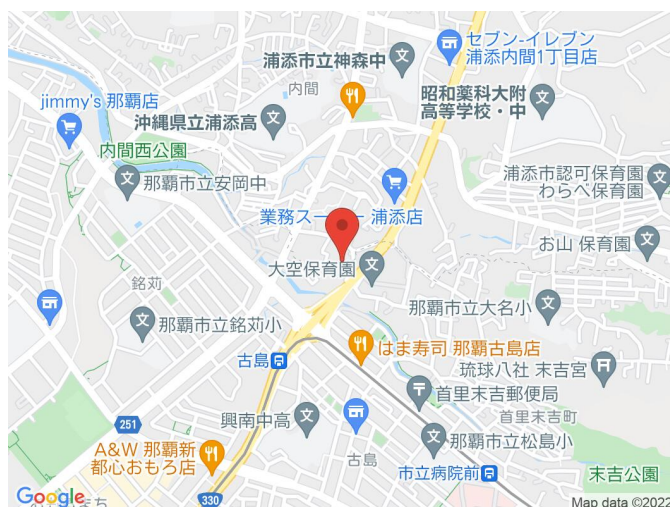 セブン-イレブン
浦添内間1丁目店
浦添市立神森中
内間
昭和薬科大附
高等学校・中
jimmy's 那覇店
沖縄県立浦添高
内間西公園
浦添市認可保育園
わらべ保育園
那覇市立安岡中
業務スーパー 浦添店
お山 保育園
大空保育園
銘苅
那覇市立大名小
那覇市立銘苅小
はま寿司 那覇古島店
古島
琉球八社 末吉宮
首里末吉郵便局
251
興南中高
首里末吉町
那覇市立松島小
A&W 那覇新
都心おもろ店
古島
市立病院前
末吉公園
330
Google
Map data ©2022